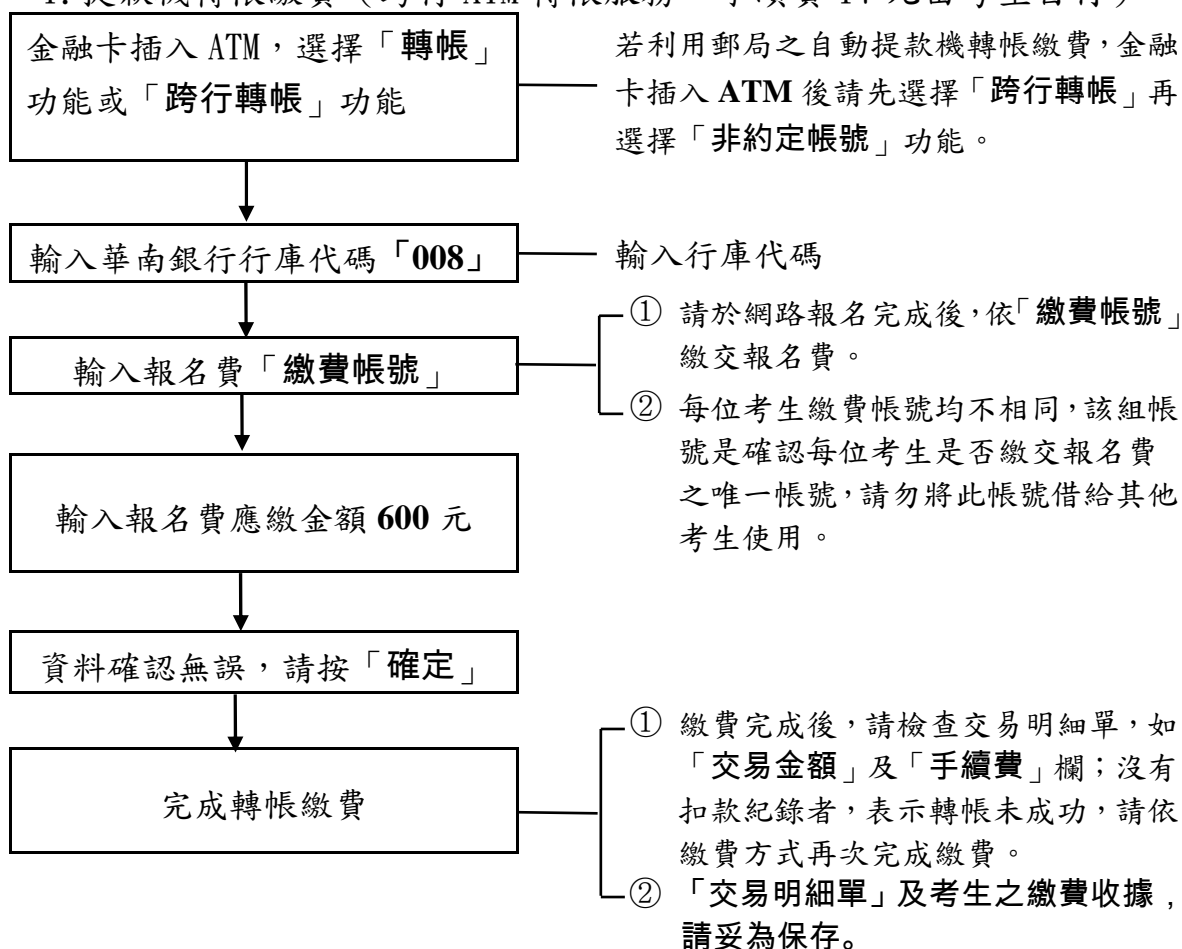 金融卡插入 ATM，選擇「轉帳」
功能或「跨行轉帳」功能
若利用郵局之自動提款機轉帳繳費，金融
卡插入 ATM 後請先選擇「跨行轉帳」再
選擇「非約定帳號」功能。
輸入華南銀行行庫代碼「008」
輸入行庫代碼
輸入報名費「繳費帳號」
① 請於網路報名完成後，依「繳費帳號」
繳交報名費。
② 每位考生繳費帳號均不相同，該組帳
號是確認每位考生是否繳交報名費
之唯一帳號，請勿將此帳號借給其他
考生使用。
輸入報名費應繳金額 600 元
資料確認無誤，請按「確定」
完成轉帳繳費
① 繳費完成後，請檢查交易明細單，如
「交易金額」及「手續費」欄；沒有
扣款紀錄者，表示轉帳未成功，請依
繳費方式再次完成繳費。
② 「交易明細單」及考生之繳費收據，
請妥為保存。